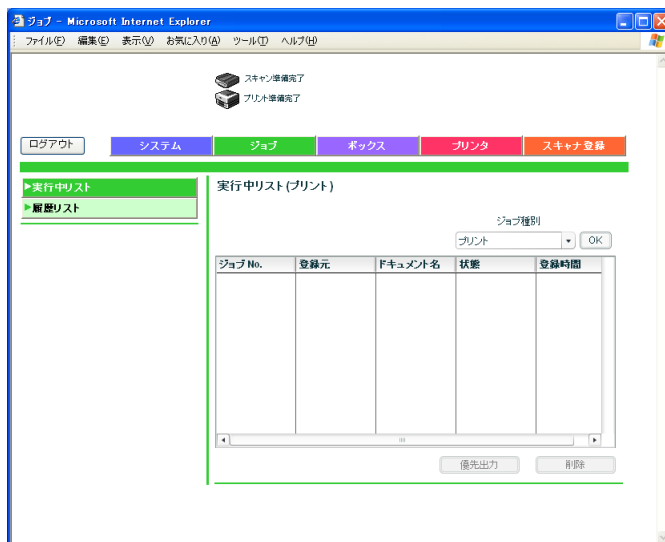 ジョブ - Microsoft Internet Explorer
ファイル(F) 編集(E) 表示(V) お気に入り(A) ツール(T) ヘルプ(H)
スキャン準備完了
プリント準備完了
ログアウト システム ジョブ ボックス プリンタ スキャナ登録
実行中リスト
履歴リスト
実行中リスト(プリント)
ジョブ種別
プリント OK
ジョブ No. 登録元 ドキュメント名 状態 登録時間
優先出力 削除